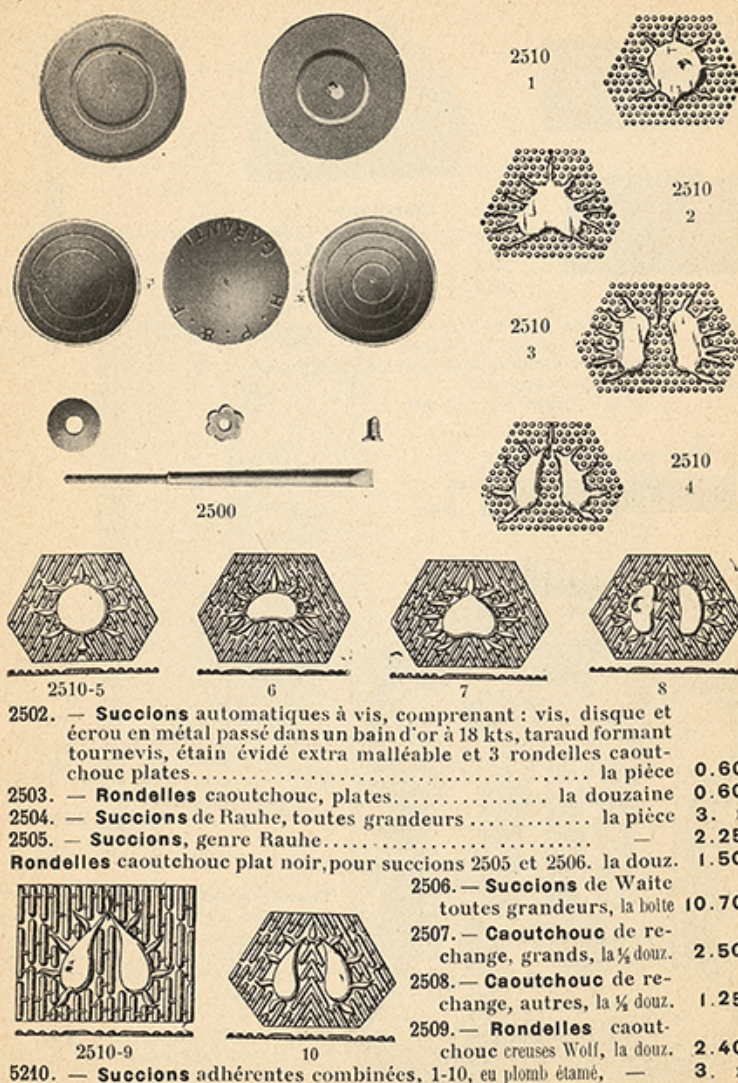 2510
1
2510
2
GARANTI
H.P.S.F.
2510
3
2510
4
2500
2510-5
6
7
8
2502. — Succions automatiques à vis, comprenant : vis, disque et
écrou en métal passé dans un bain d'or à 18 kts, taraud formant
tournevis, étain évidé extra malléable et 3 rondelles caout-
chouc plates.................................. ...... la pièce 0.60
2503. — Rondelles caoutchouc, plates................ la douzaine 0.60
2504. — Succions de Rauhe, toutes grandeurs ............ la pièce 3. »
2505. — Succions, genre Rauhe.............. .......... — 2.25
Rondelles caoutchouc plat noir, pour succions 2505 et 2506. la douz. 1.50
2506. — Succions de Waite
toutes grandeurs, la boîte 10.70
2507. — Caoutchouc de re-
change, grands, la ½ douz. 2.50
2508. — Caoutchouc de re-
change, autres, la ½ douz. 1.25
2509. — Rondelles caout-
chouc creuses Wolf, la douz. 2.40
2510-9
10
5210. — Succions adhérentes combinées, 1-10, eu plomb étamé, — 3. »